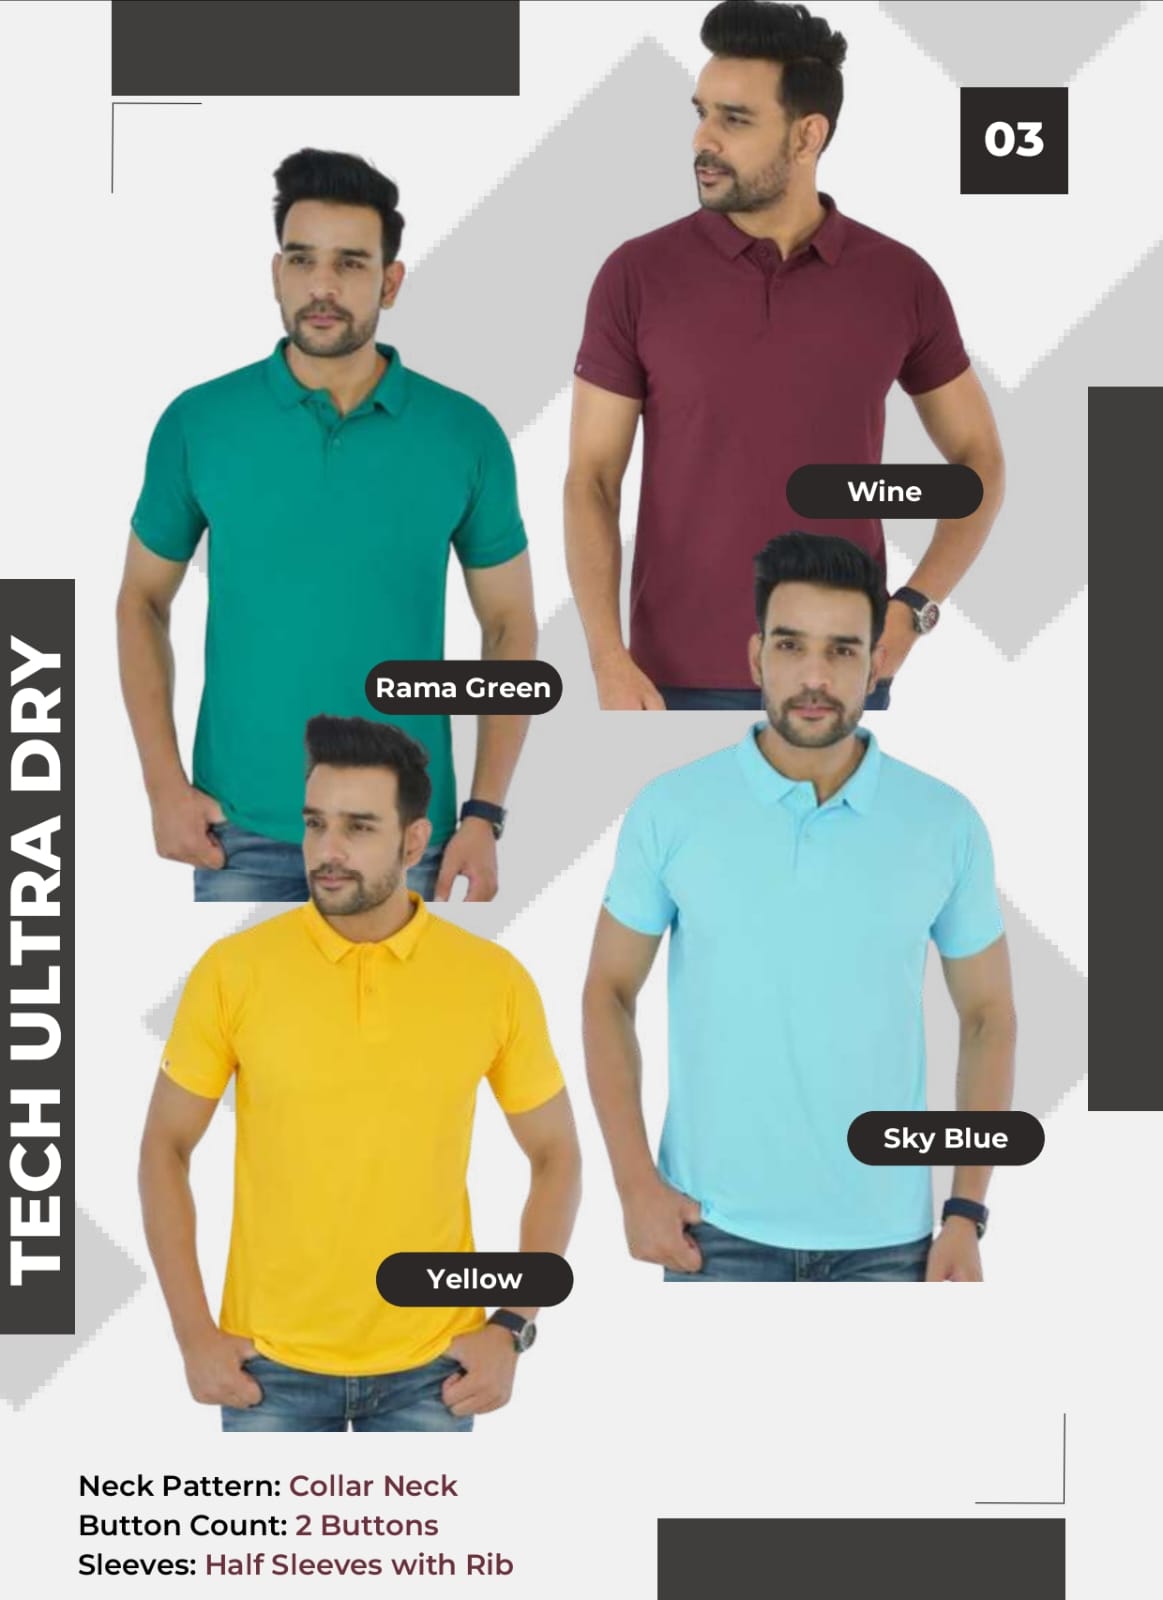 03
Wine
Rama Green
TECH ULTRA DRY
Sky Blue
Yellow
Neck Pattern: Collar Neck
Button Count: 2 Buttons
Sleeves: Half Sleeves with Rib